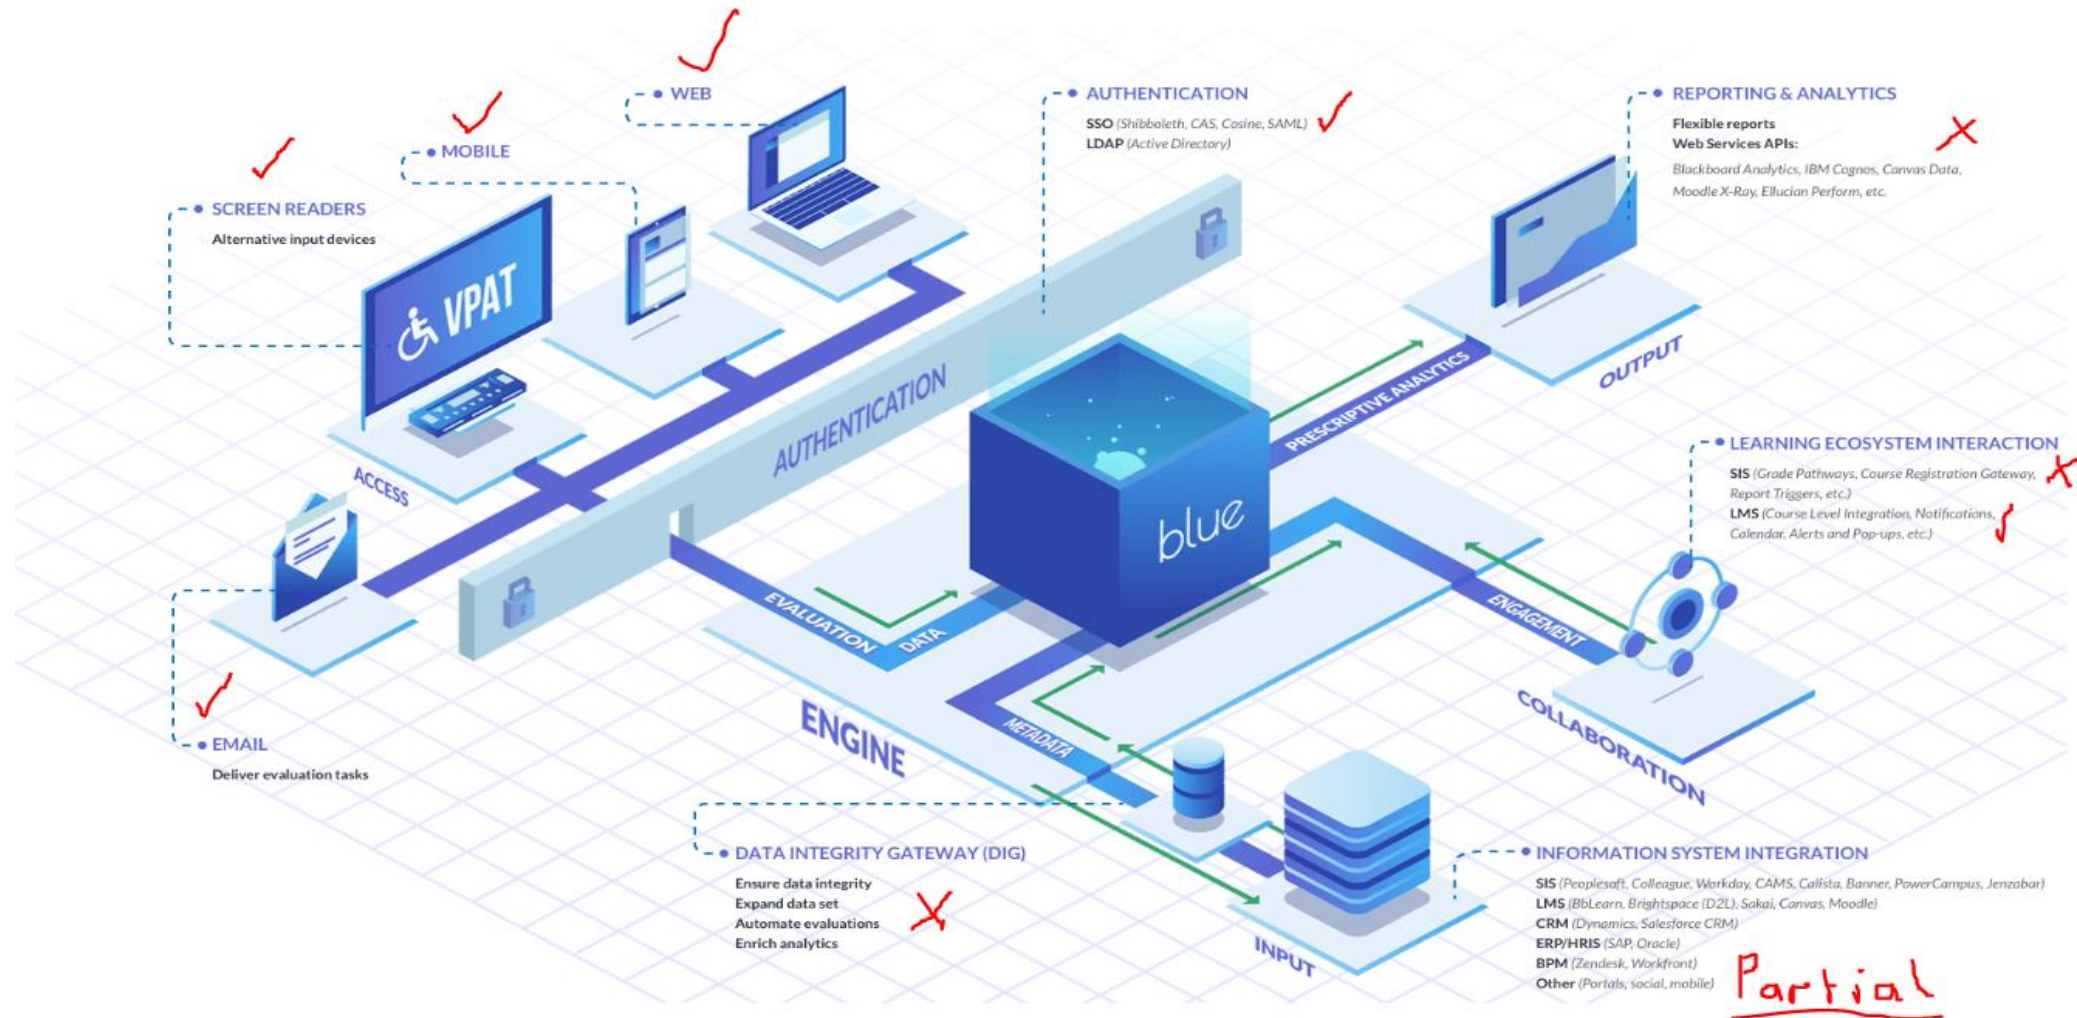 WEB
MOBILE
SCREEN READERS
Alternative input devices
VPAT
ACCESS
EMAIL
Deliver evaluation tasks
AUTHENTICATION
SSO (Shibboleth, CAS, Cosine, SAML)
LDAP (Active Directory)
AUTHENTICATION
REPORTING & ANALYTICS
Flexible reports
Web Services APIs:
Blackboard Analytics, IBM Cognos, Canvas Data,
Moodle X-Ray, Ellucian Perform, etc.
OUTPUT
PRESCRIPTIVE ANALYTICS
blue
EVALUATION
DATA
METADATA
ENGINE
ENGAGEMENT
LEARNING ECOSYSTEM INTERACTION
SIS (Grade Pathways, Course Registration Gateway,
Report Triggers, etc.)
LMS (Course Level Integration, Notifications,
Calendar, Alerts and Pop-ups, etc.)
COLLABORATION
DATA INTEGRITY GATEWAY (DIG)
Ensure data integrity
Expand data set
Automate evaluations
Enrich analytics
INPUT
INFORMATION SYSTEM INTEGRATION
SIS (Peoplesoft, Colleague, Workday, CAMS, Calista, Banner, PowerCampus, Jenzabar)
LMS (BbLearn, Brightspace (D2L), Sakai, Canvas, Moodle)
CRM (Dynamics, Salesforce CRM)
ERP/HRIS (SAP, Oracle)
BPM (Zendesk, Workfront)
Other (Portals, social, mobile)
Partial